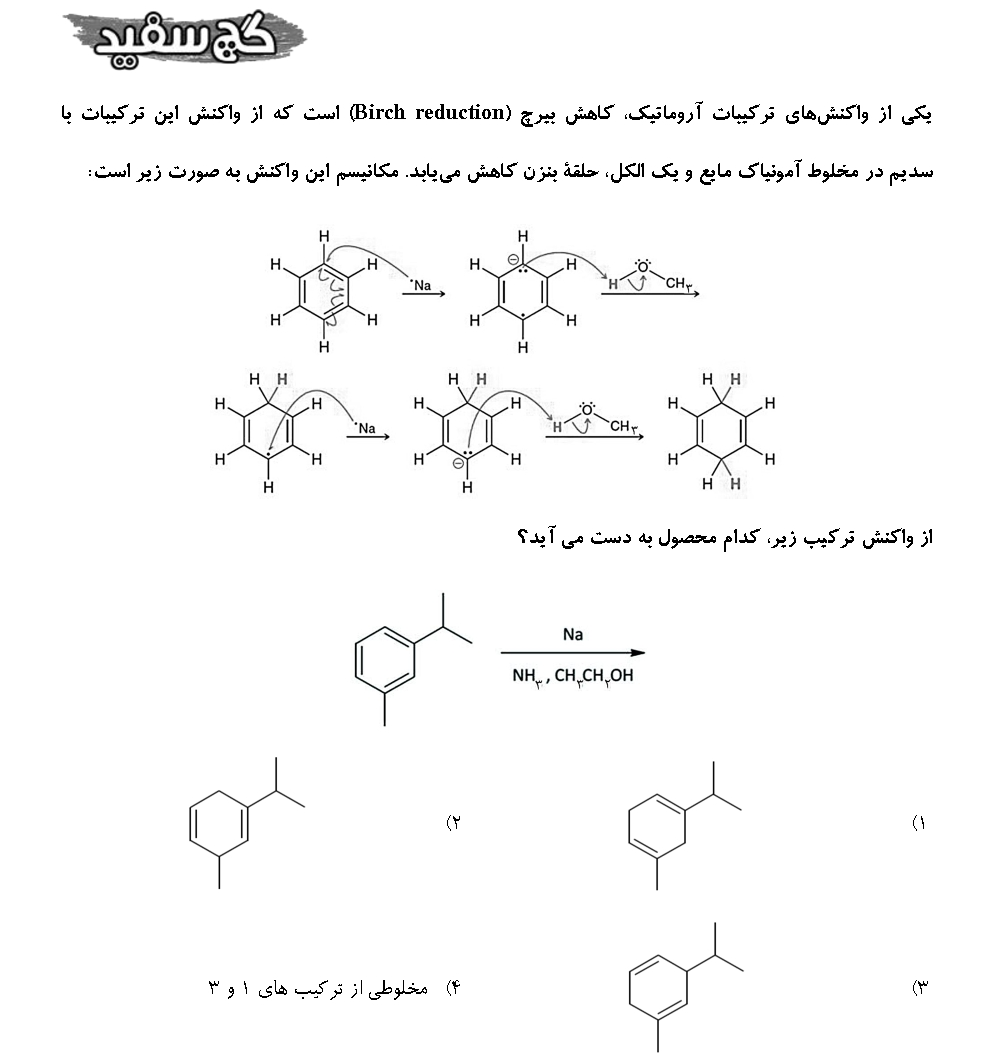 گچ سفید
یکی از واکنش‌های ترکیبات آروماتیک، کاهش بیرچ (Birch reduction) است که از واکنش این ترکیبات با
سدیم در مخلوط آمونیاک مایع و یک الکل، حلقهٔ بنزن کاهش می‌یابد. مکانیسم این واکنش به صورت زیر است:
H
H H H H
Na H O CH۳
H H H H
H H
H H H H H H
H H Na H H H O CH۳ H H
H H H H H H
H H H H
از واکنش ترکیب زیر، کدام محصول به دست می آید؟
Na
NH۳ , CH۳CH۲OH
۱)
۲)
۳)
۴) مخلوطی از ترکیب های ۱ و ۳